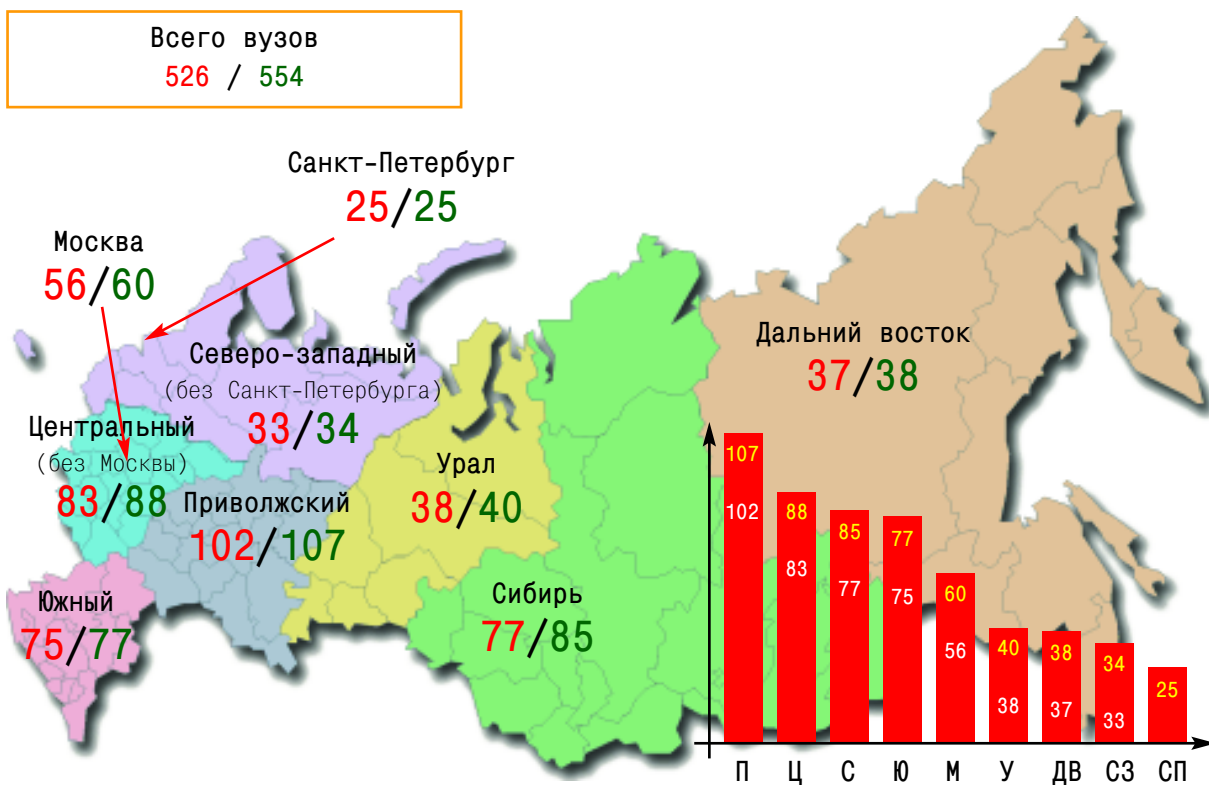 Всего вузов
526 / 554
Санкт-Петербург
25/25
Москва
56/60
Северо-западный
(без Санкт-Петербурга)
33/34
Дальний восток
37/38
Центральный
(без Москвы)
83/88
Приволжский
102/107
Урал
38/40
Южный
75/77
Сибирь
77/85
107
102
88
83
85
77
77
75
60
56
40
38
38
37
34
33
25
П Ц С Ю М У ДВ СЗ СП